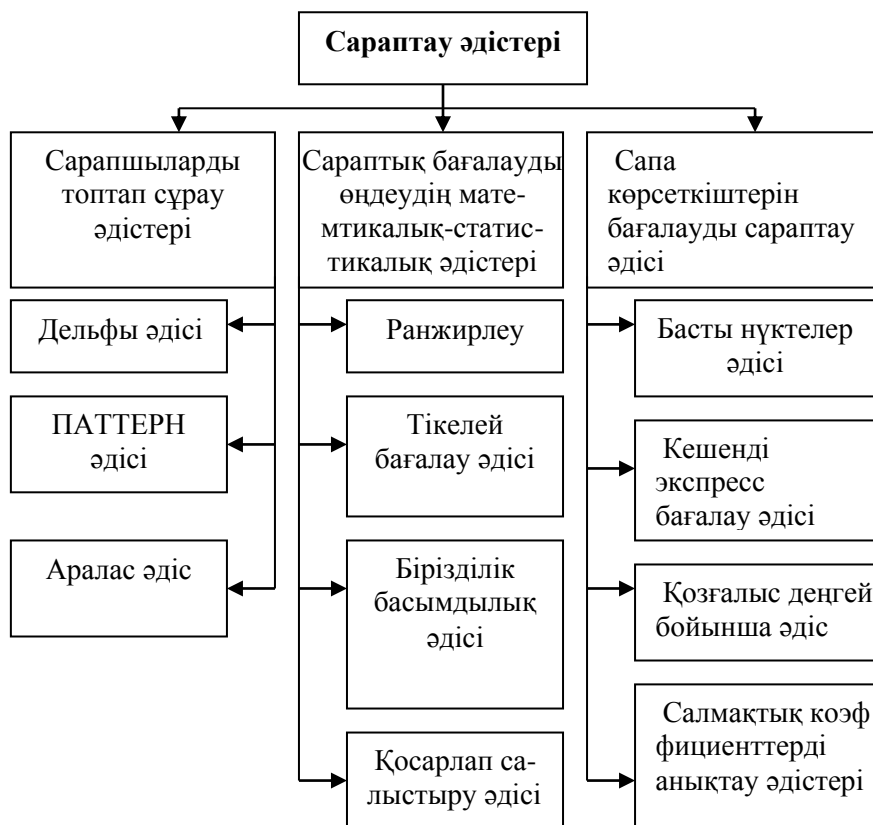 Сараптау әдістері
Сарапшыларды
топтап сұрау
әдістері
Дельфы әдісі
ПАТТЕРН
әдісі
Аралас әдіс
Сараптық бағалауды
өңдеудің мате-
мтикалық-статис-
тикалық әдістері
Ранжирлеу
Тікелей
бағалау әдісі
Бірізділік
басымдылық
әдісі
Қосарлап са-
лыстыру әдісі
Сапа
көрсеткіштерін
бағалауды сараптау
әдісі
Басты нүктелер
әдісі
Кешенді
экспресс
бағалау әдісі
Қозғалыс деңгей
бойынша әдіс
Салмақтық коэф
фициенттерді
анықтау әдістері